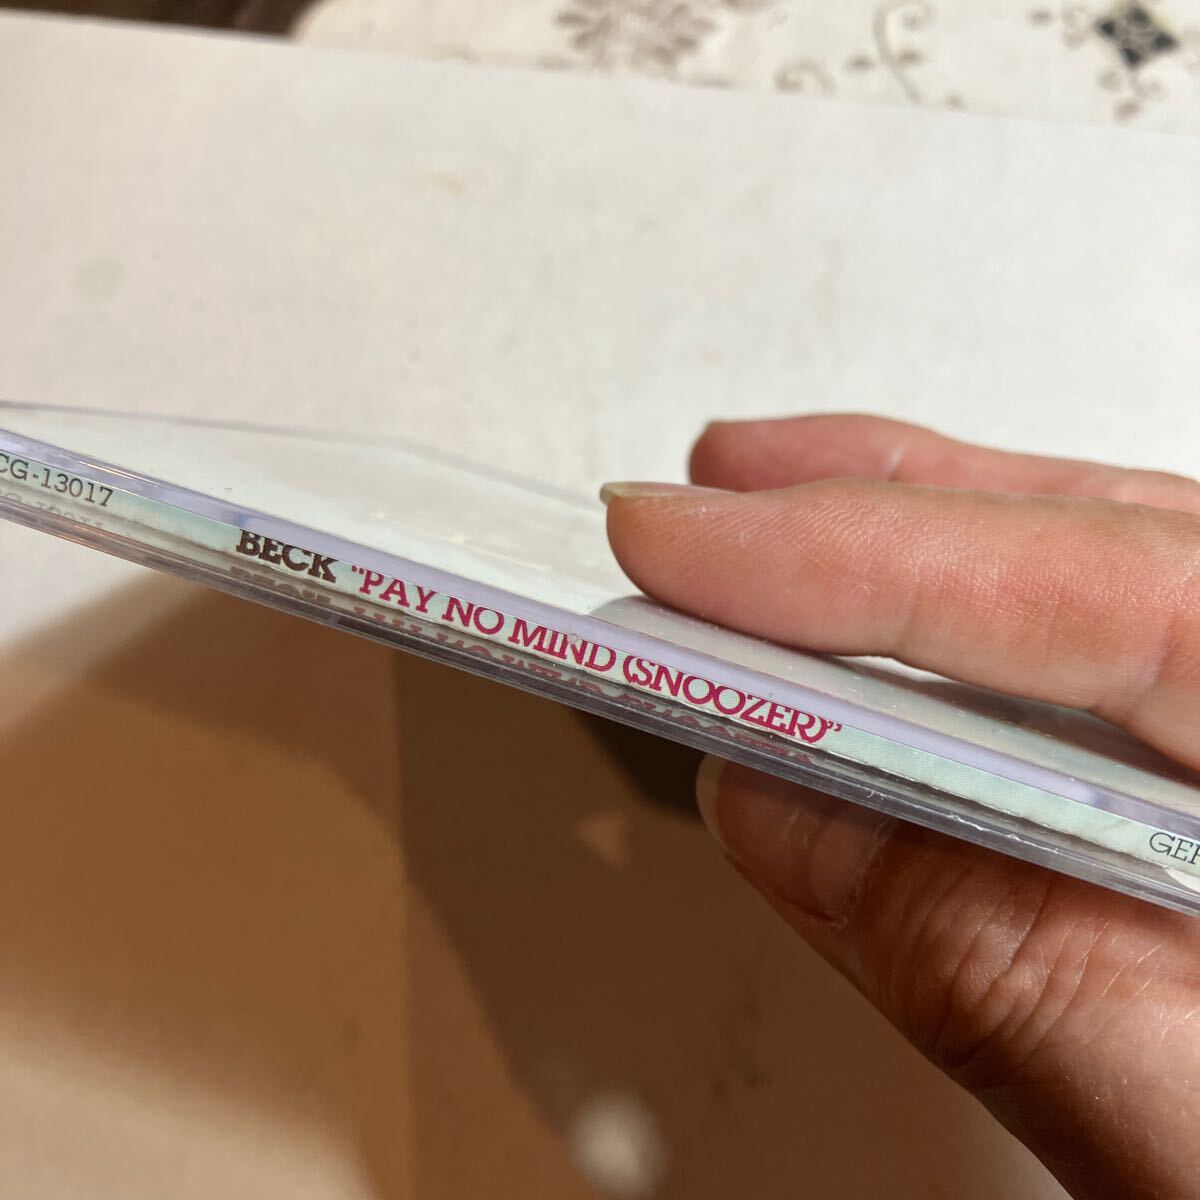 CG-13017 BECK "PAY NO MIND (SNOOZER)" GEF